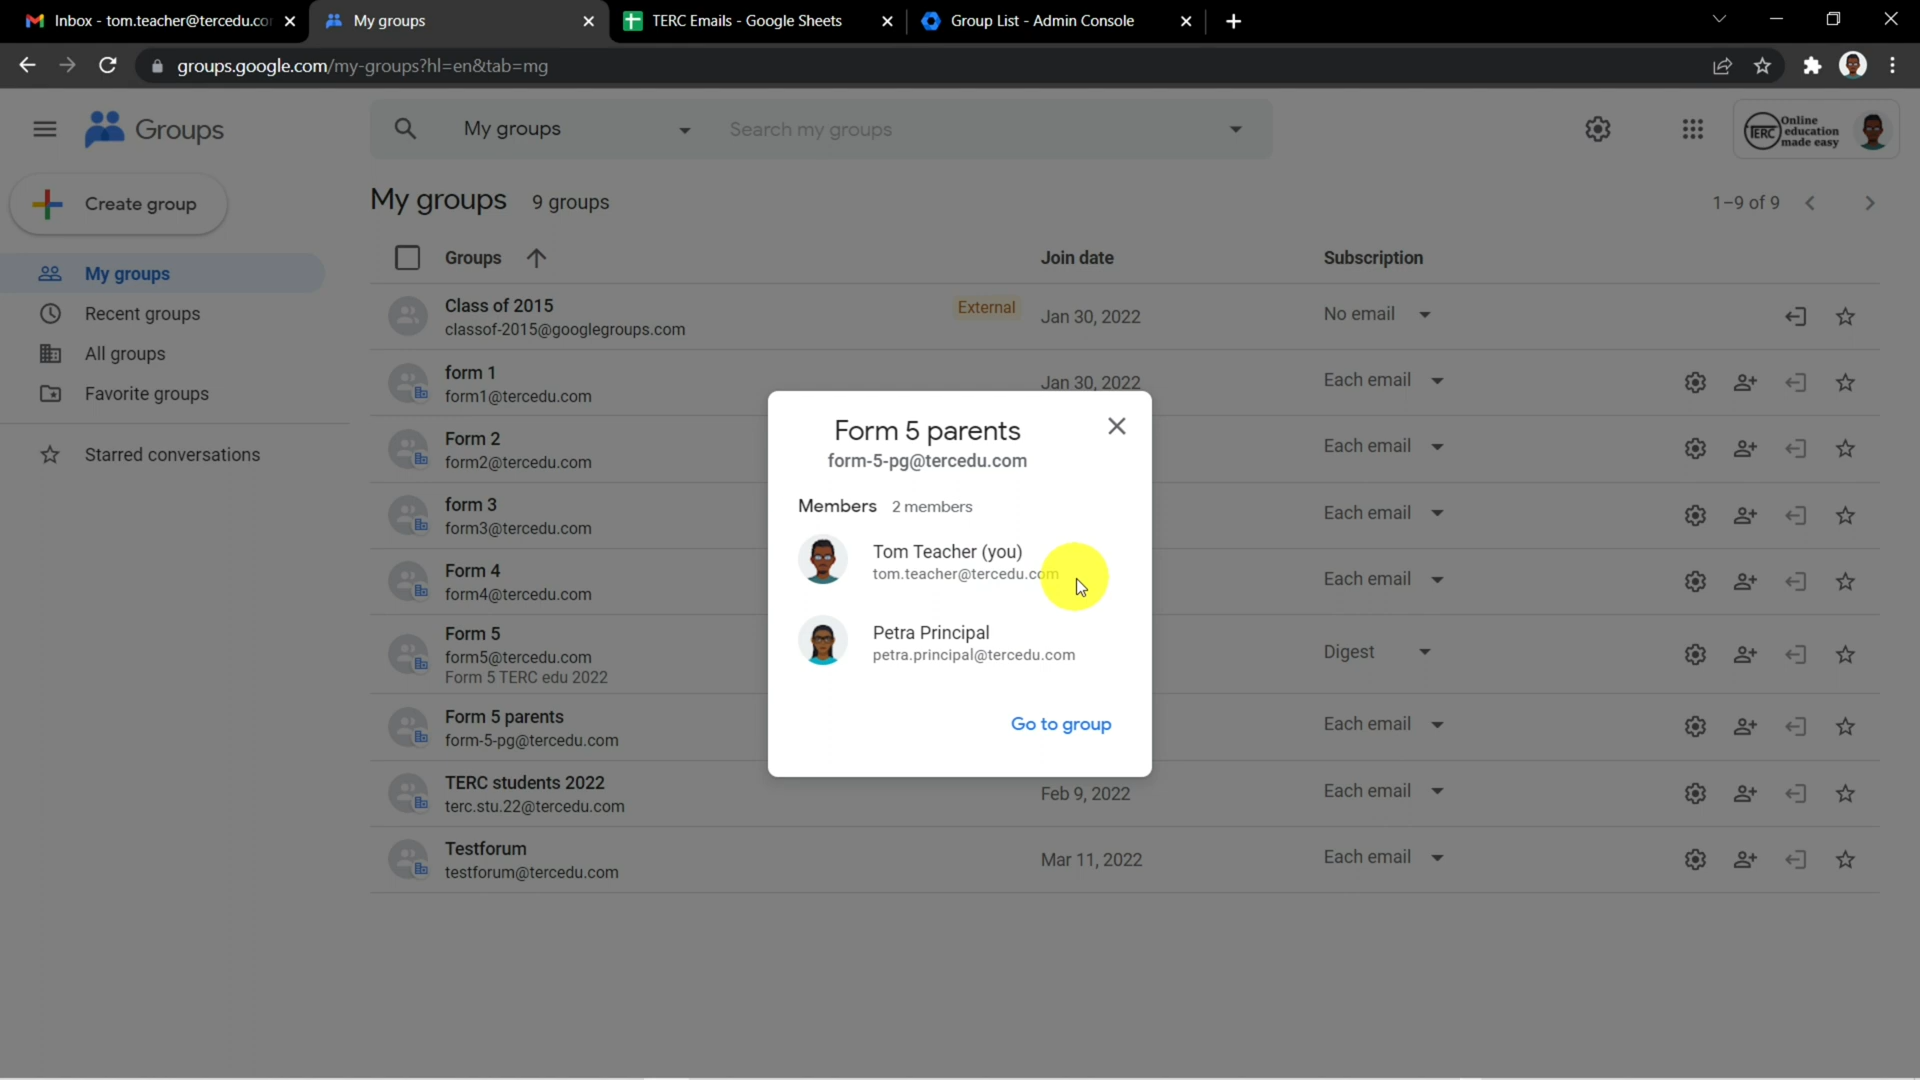 Inbox - tom.teacher@tercedu.co
My groups
TERC Emails - Google Sheets
Group List - Admin Console
groups.google.com/my-groups?hl=en&tab=mg
Groups
My groups
Search my groups
TERC
Online
education
made easy
Create group
My groups 9 groups
1–9 of 9
My groups
Recent groups
All groups
Favorite groups
Starred conversations
Groups
Join date
Subscription
Class of 2015
classof-2015@googlegroups.com
External
Jan 30, 2022
No email
form 1
form1@tercedu.com
Jan 30, 2022
Each email
Form 2
form2@tercedu.com
Each email
form 3
form3@tercedu.com
Each email
Form 4
form4@tercedu.com
Each email
Form 5
form5@tercedu.com
Form 5 TERC edu 2022
Digest
Form 5 parents
form-5-pg@tercedu.com
Each email
TERC students 2022
terc.stu.22@tercedu.com
Feb 9, 2022
Each email
Testforum
testforum@tercedu.com
Mar 11, 2022
Each email
Form 5 parents
form-5-pg@tercedu.com
Members 2 members
Tom Teacher (you)
tom.teacher@tercedu.com
Petra Principal
petra.principal@tercedu.com
Go to group